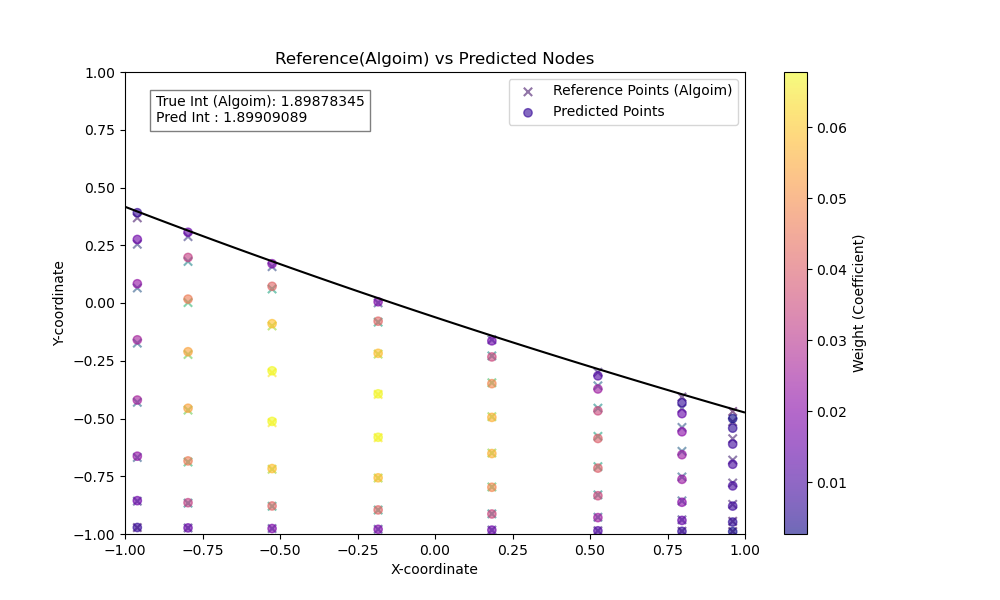 Reference(Algoim) vs Predicted Nodes
True Int (Algoim): 1.89878345
Pred Int : 1.89909089
Reference Points (Algoim)
Predicted Points
1.00
0.75
0.50
0.25
0.00
−0.25
−0.50
−0.75
−1.00
Y-coordinate
−1.00 −0.75 −0.50 −0.25 0.00 0.25 0.50 0.75 1.00
X-coordinate
0.06
0.05
0.04
0.03
0.02
0.01
Weight (Coefficient)